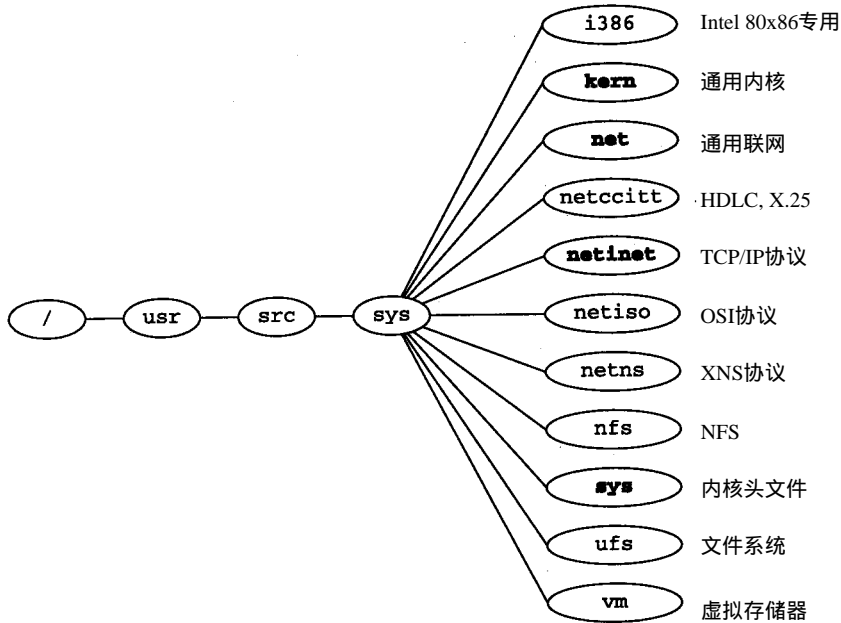 i386 Intel 80x86专用
kern 通用内核
net 通用联网
netccitt HDLC, X.25
netinet TCP/IP协议
/ usr src sys netiso OSI协议
netns XNS协议
nfs NFS
sys 内核头文件
ufs 文件系统
vm 虚拟存储器